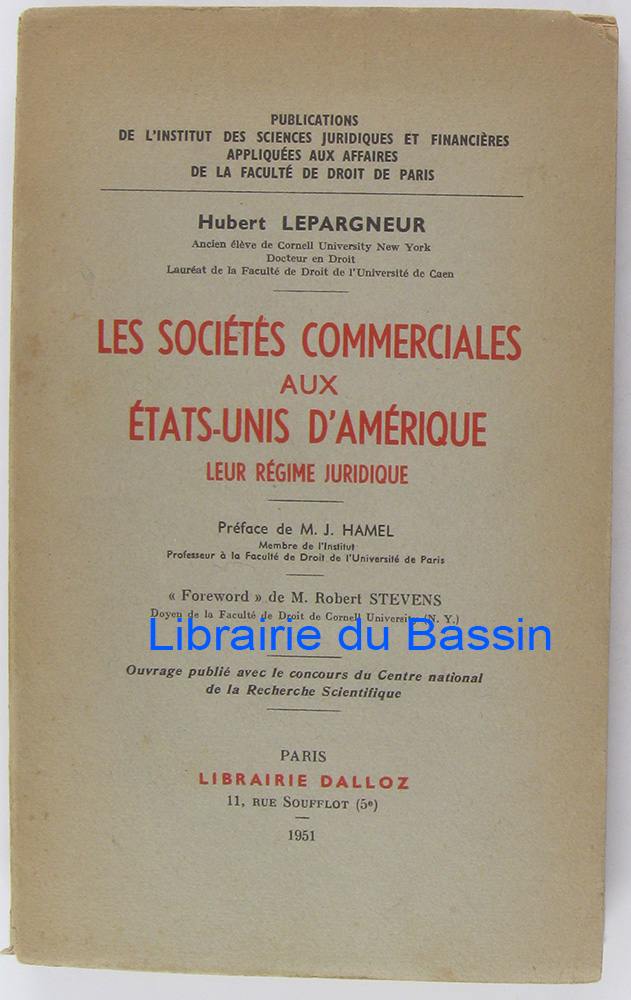 PUBLICATIONS
DE L'INSTITUT DES SCIENCES JURIDIQUES ET FINANCIÈRES
APPLIQUÉES AUX AFFAIRES
DE LA FACULTÉ DE DROIT DE PARIS
Hubert LEPARGNEUR
Ancien élève de Cornell University New York
Docteur en Droit
Lauréat de la Faculté de Droit de l'Université de Caen
LES SOCIÉTÉS COMMERCIALES
AUX
ÉTATS-UNIS D'AMÉRIQUE
LEUR RÉGIME JURIDIQUE
Préface de M. J. HAMEL
Membre de l'Institut
Professeur à la Faculté de Droit de l'Université de Paris
« Foreword » de M. Robert STEVENS
Doyen de la Faculté de Droit de Cornell University (N. Y.)
Librairie du Bassin
Ouvrage publié avec le concours du Centre national
de la Recherche Scientifique
PARIS
LIBRAIRIE DALLOZ
11, RUE SOUFFLOT (5e)
1951